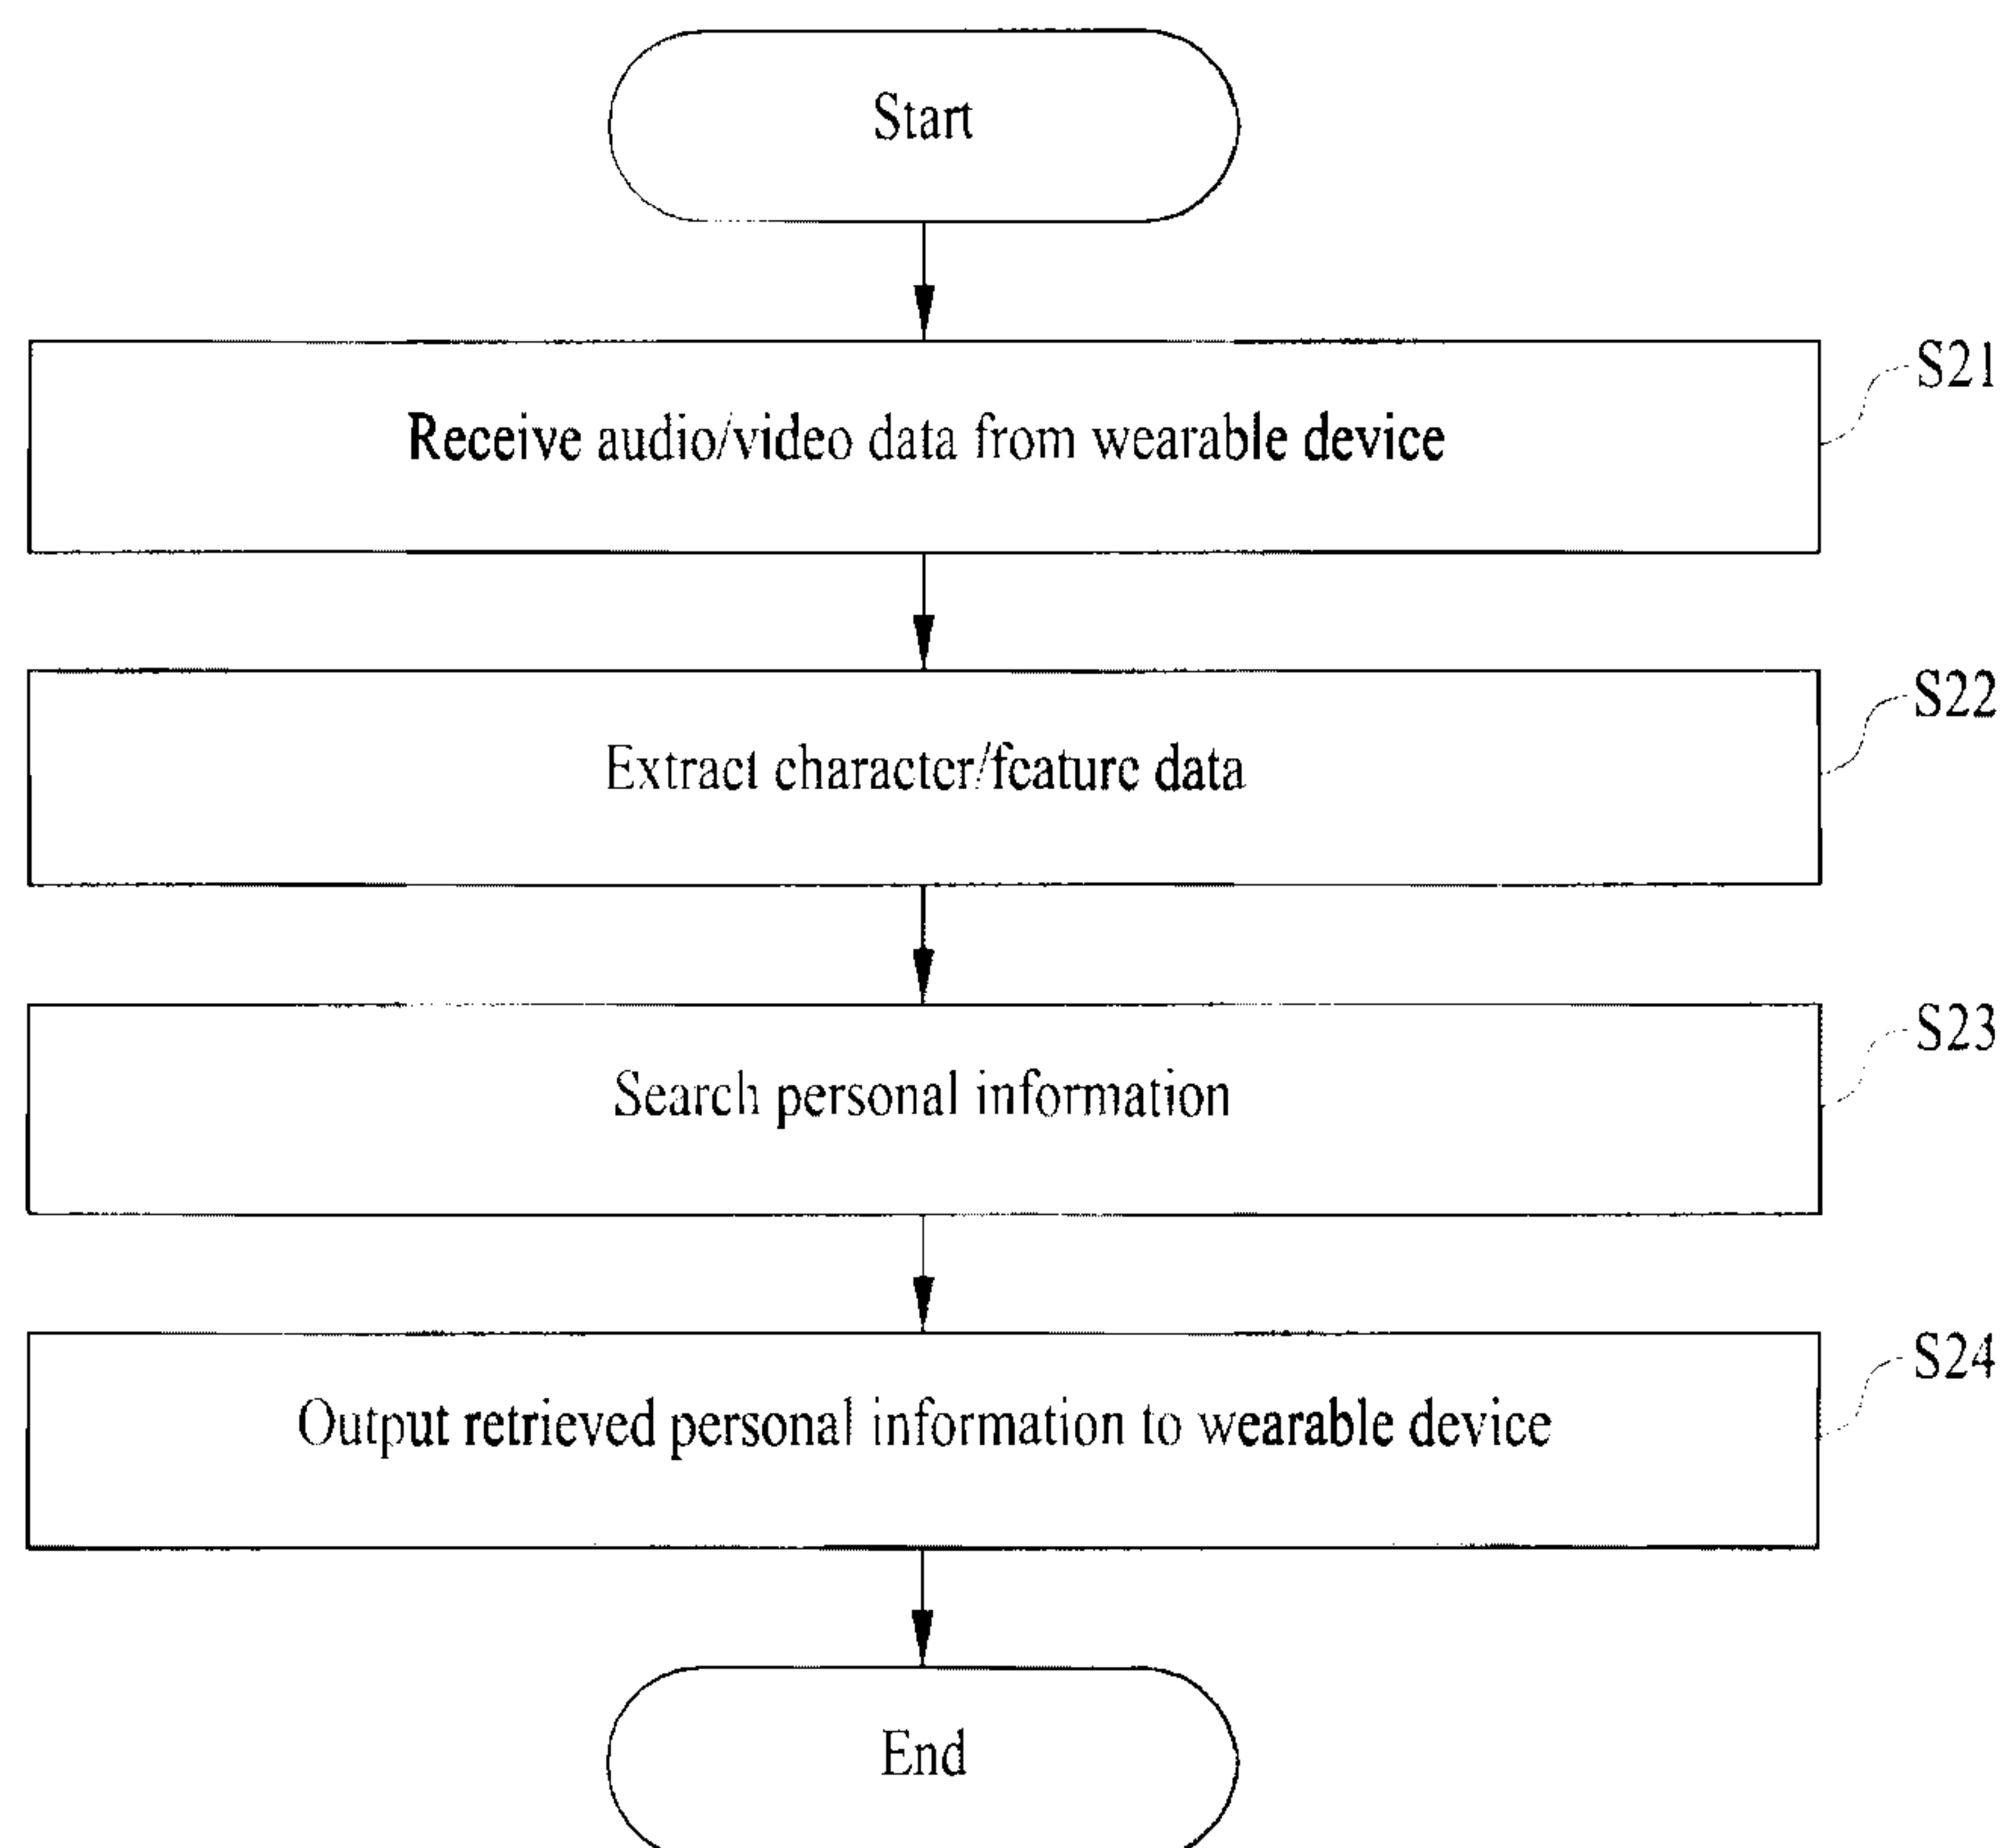 Start
Receive audio/video data from wearable device
S21
Extract character/feature data
S22
Search personal information
S23
Output retrieved personal information to wearable device
S24
End